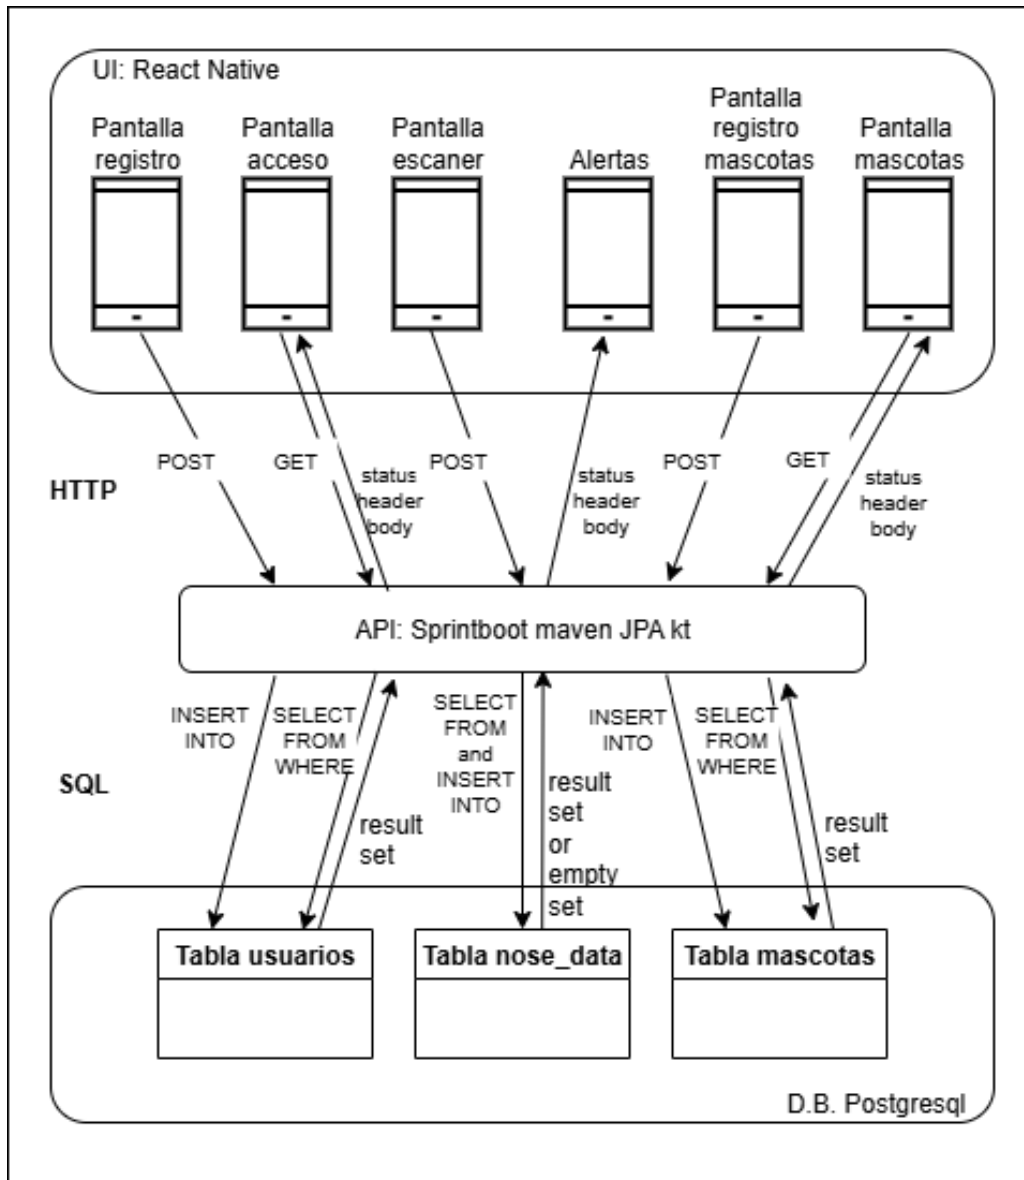 UI: React Native
Pantalla
registro
Pantalla
acceso
Pantalla
escaner
Alertas
Pantalla
registro
mascotas
Pantalla
mascotas
HTTP
POST
GET
status
header
body
POST
status
header
body
POST
GET
status
header
body
API: Sprintboot maven JPA kt
SQL
INSERT
INTO
SELECT
FROM
WHERE
result
set
SELECT
FROM
and
INSERT
INTO
result
set
or
empty
set
INSERT
INTO
SELECT
FROM
WHERE
result
set
Tabla usuarios
Tabla nose_data
Tabla mascotas
D.B. Postgresql